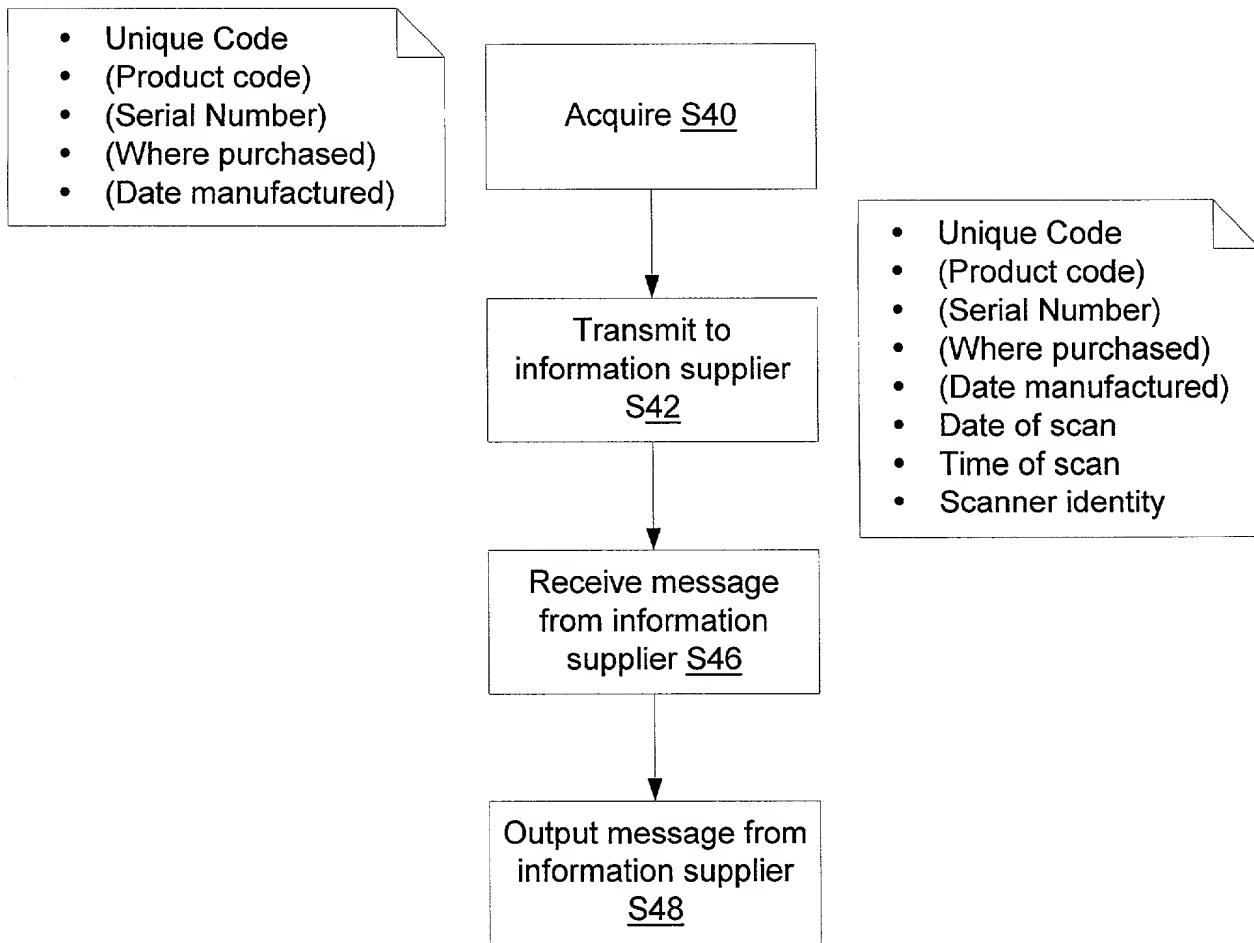 • Unique Code
• (Product code)
• (Serial Number)
• (Where purchased)
• (Date manufactured)
Acquire S40
Transmit to
information supplier
S42
• Unique Code
• (Product code)
• (Serial Number)
• (Where purchased)
• (Date manufactured)
• Date of scan
• Time of scan
• Scanner identity
Receive message
from information
supplier S46
Output message from
information supplier
S48